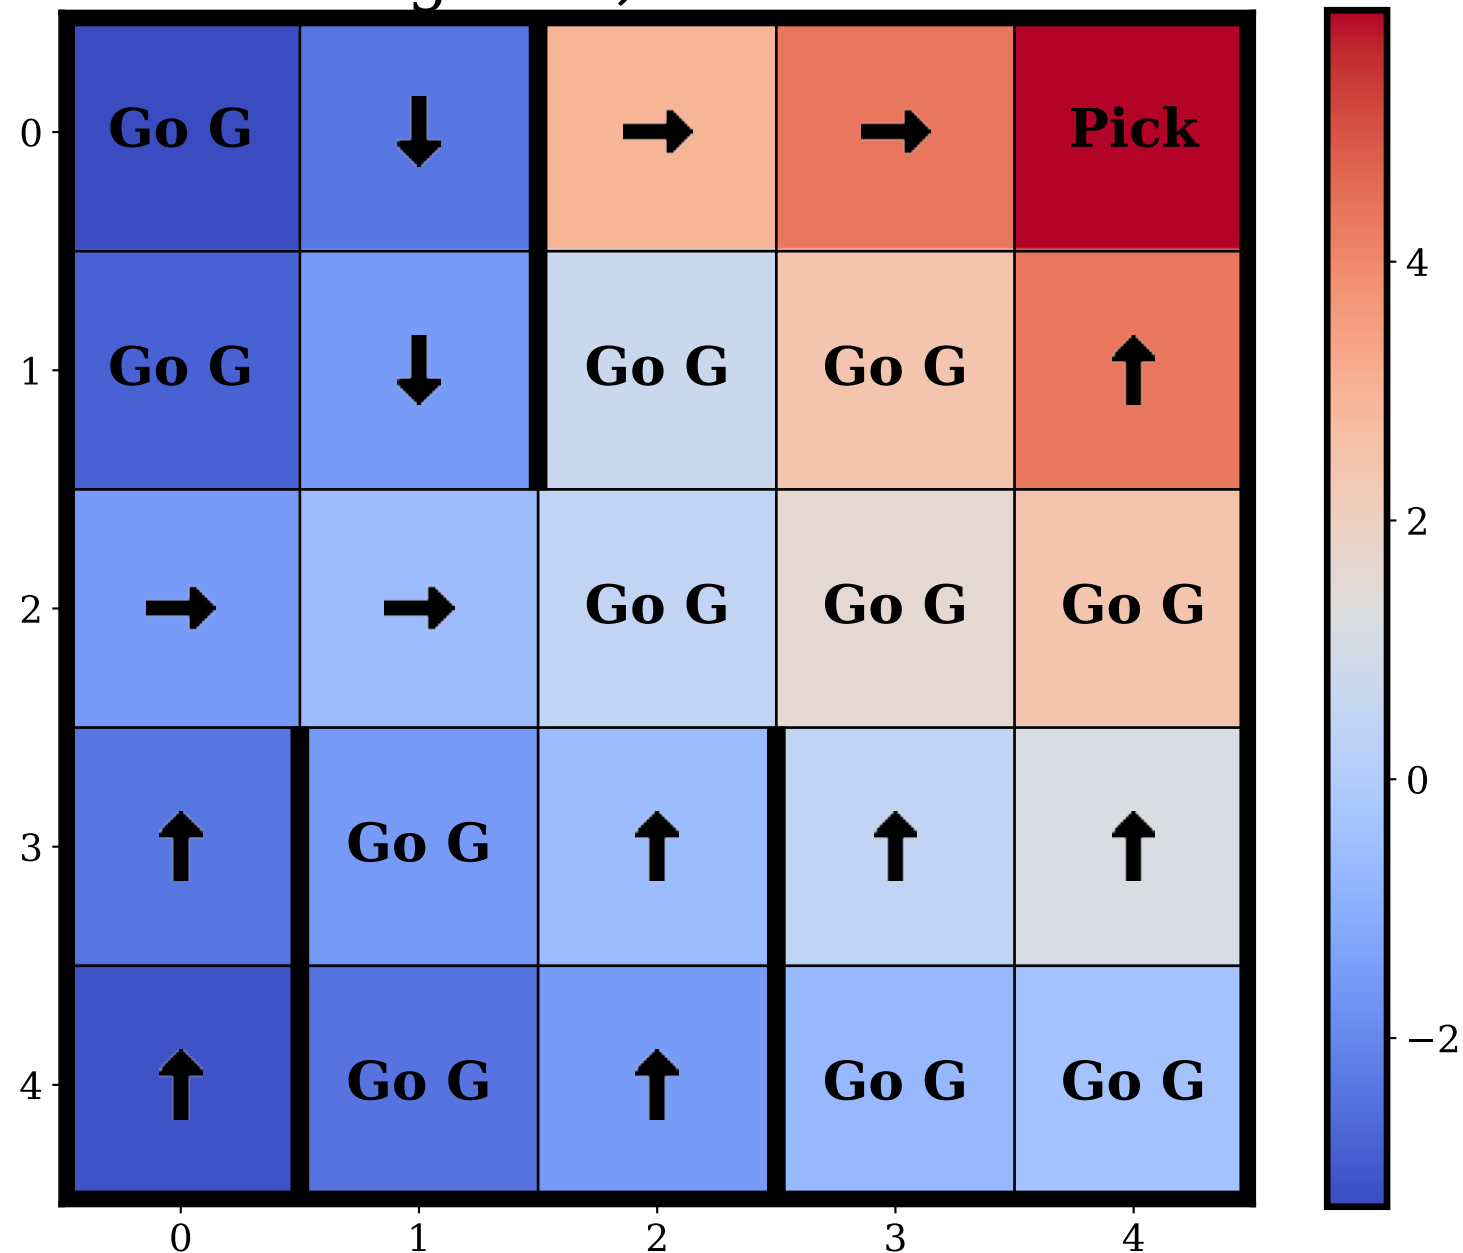 0 Go G ↓ → → Pick
4
1 Go G ↓ Go G Go G ↑
2
2 → → Go G Go G Go G
0
3 ↑ Go G ↑ ↑ ↑
−2
4 ↑ Go G ↑ Go G Go G
0 1 2 3 4